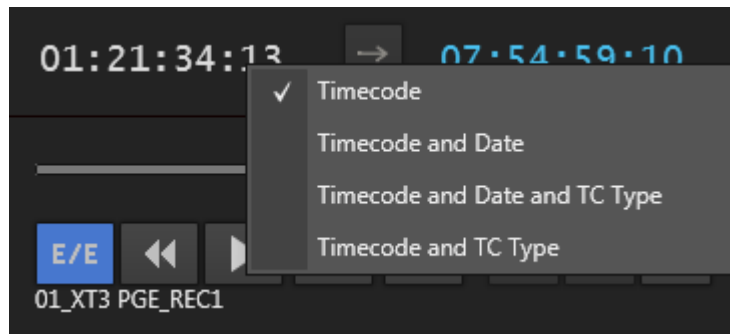 01:21:34:13 → 07:54:59:10
✓ Timecode
Timecode and Date
Timecode and Date and TC Type
Timecode and TC Type
E/E
01_XT3 PGE_REC1